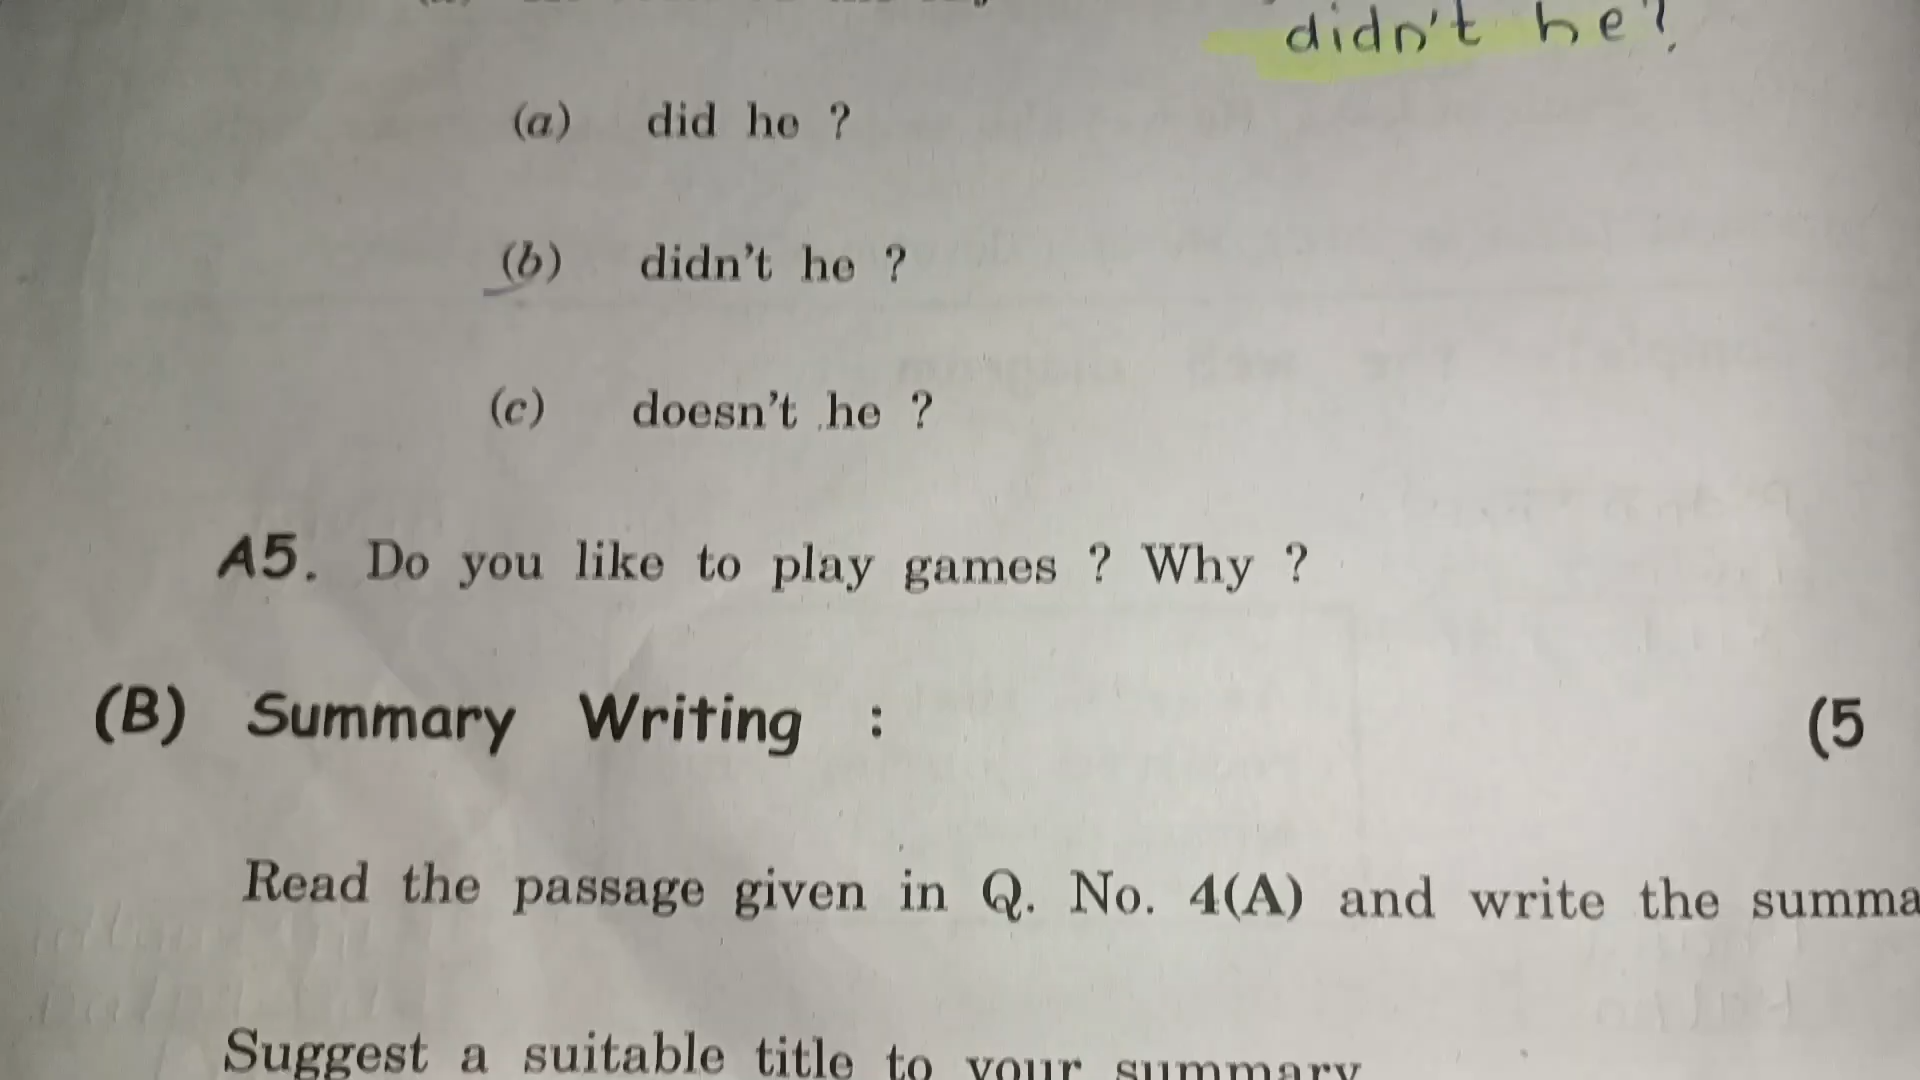 didn't he?
(a) did he ?
(b) didn't he ?
(c) doesn't he ?
A5. Do you like to play games ? Why ?
(B) Summary Writing : (5
Read the passage given in Q. No. 4(A) and write the summa
Suggest a suitable title to your summary